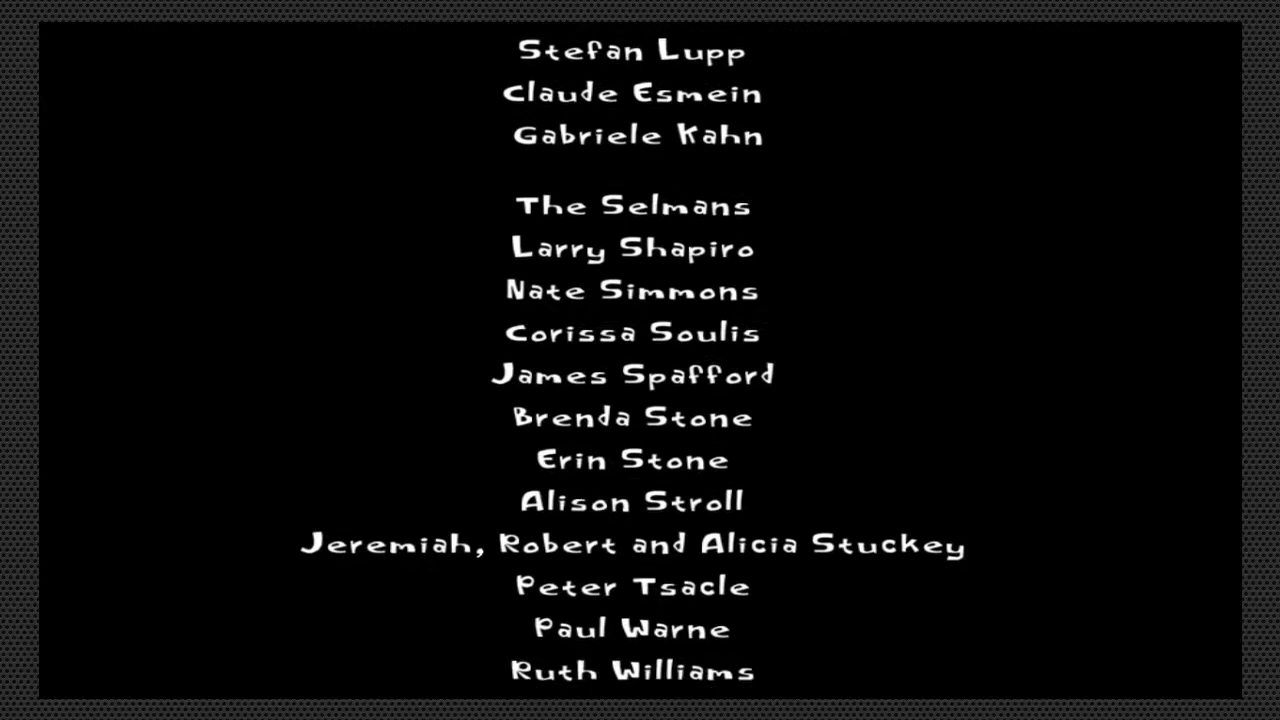 Stefan Lupp
Claude Esmein
Gabriele Kahn
The Selmans
Larry Shapiro
Nate Simmons
Corissa Soulis
James Spafford
Brenda Stone
Erin Stone
Alison Stroll
Jeremiah, Robert and Alicia Stuckey
Peter Tsacle
Paul Warne
Ruth Williams